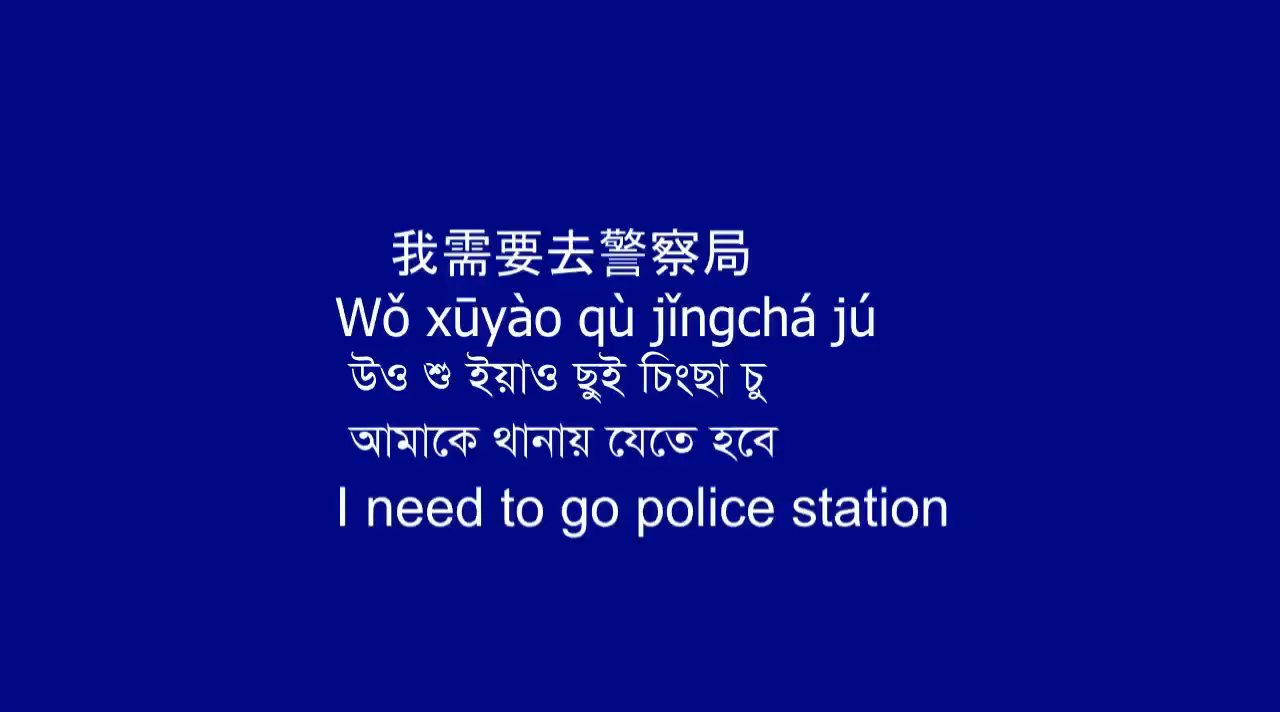 我需要去警察局
Wǒ xūyào qù jǐngchá jú
উও শু ইয়াও ছুই চিংছা চু
আমাকে থানায় যেতে হবে
I need to go police station